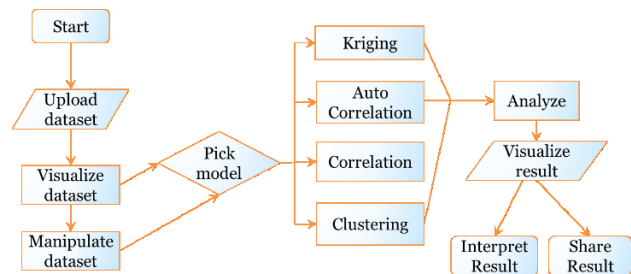 Start
Upload
dataset
Visualize
dataset
Manipulate
dataset
Pick
model
Kriging
Auto
Correlation
Correlation
Clustering
Analyze
Visualize
result
Interpret
Result
Share
Result